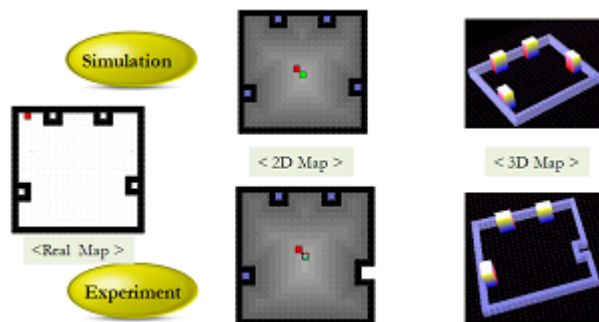 Simulation
< 2D Map >
< 3D Map >
<Real Map >
Experiment